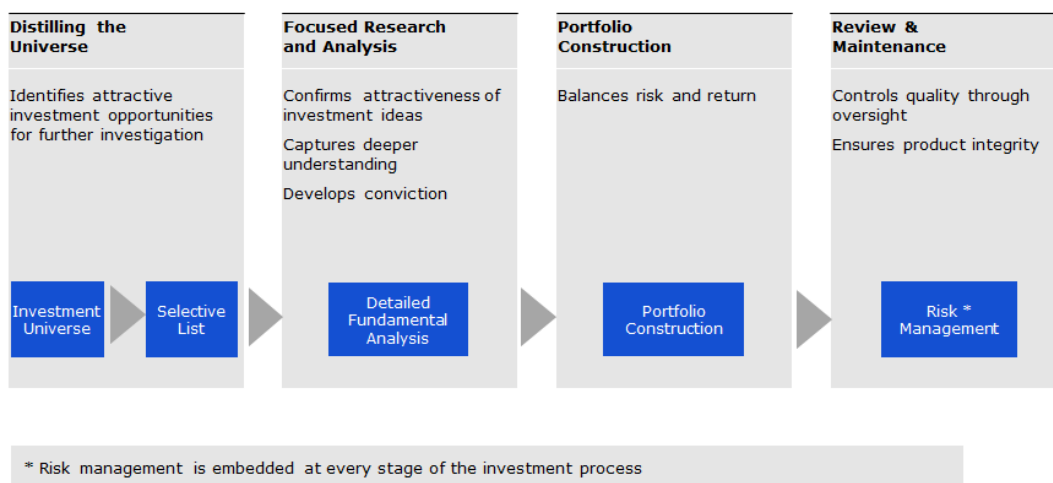 Distilling the
Universe
Identifies attractive
investment opportunities
for further investigation
Investment
Universe
Selective
List
Focused Research
and Analysis
Confirms attractiveness of
investment ideas
Captures deeper
understanding
Develops conviction
Detailed
Fundamental
Analysis
Portfolio
Construction
Balances risk and return
Portfolio
Construction
Review &
Maintenance
Controls quality through
oversight
Ensures product integrity
Risk *
Management
* Risk management is embedded at every stage of the investment process